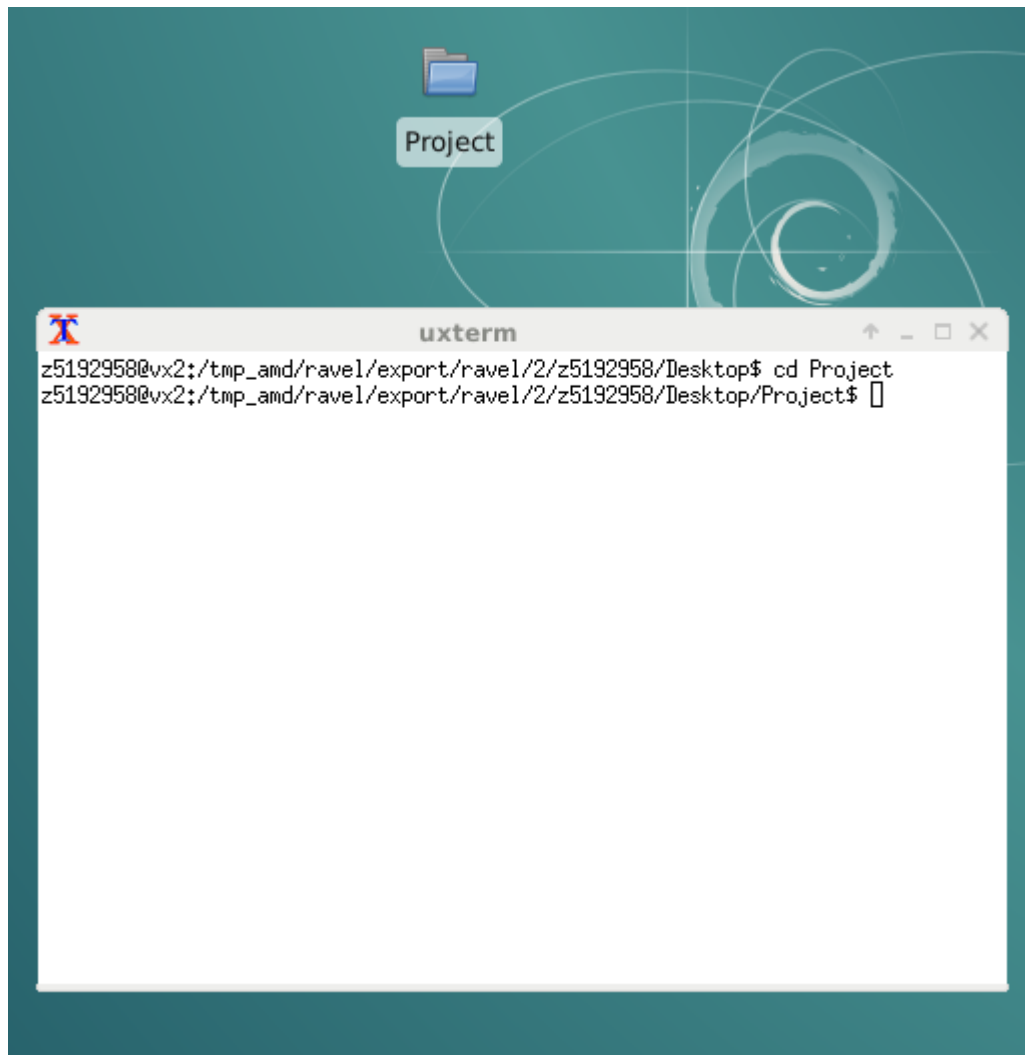 Project
uxterm
z5192958@vx2:/tmp_amd/ravel/export/ravel/2/z5192958/Desktop$ cd Project
z5192958@vx2:/tmp_amd/ravel/export/ravel/2/z5192958/Desktop/Project$